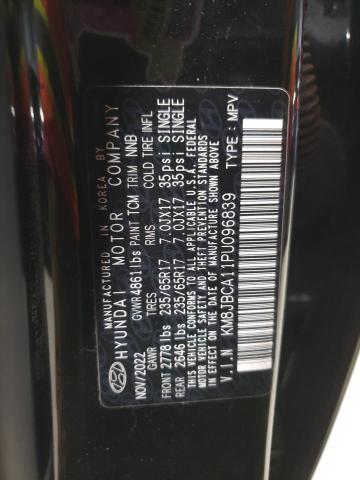 MANUFACTURED IN KOREA BY
HYUNDAI MOTOR COMPANY
NOV/2022 GVWR 4861lbs PAINT TCM TRIM NNB
GAWR TIRES RIMS COLD TIRE INFL
FRONT 2778 lbs 235/65R17 7.0JX17 35psi SINGLE
REAR 2646 lbs 235/65R17 7.0JX17 35psi SINGLE
THIS VEHICLE CONFORMS TO ALL APPLICABLE U.S.A. FEDERAL
MOTOR VEHICLE SAFETY, AND THEFT PREVENTION STANDARDS
IN EFFECT ON THE DATE OF MANUFACTURE SHOWN ABOVE
V.I.N KM8JBCA11PU096839 TYPE : MPV